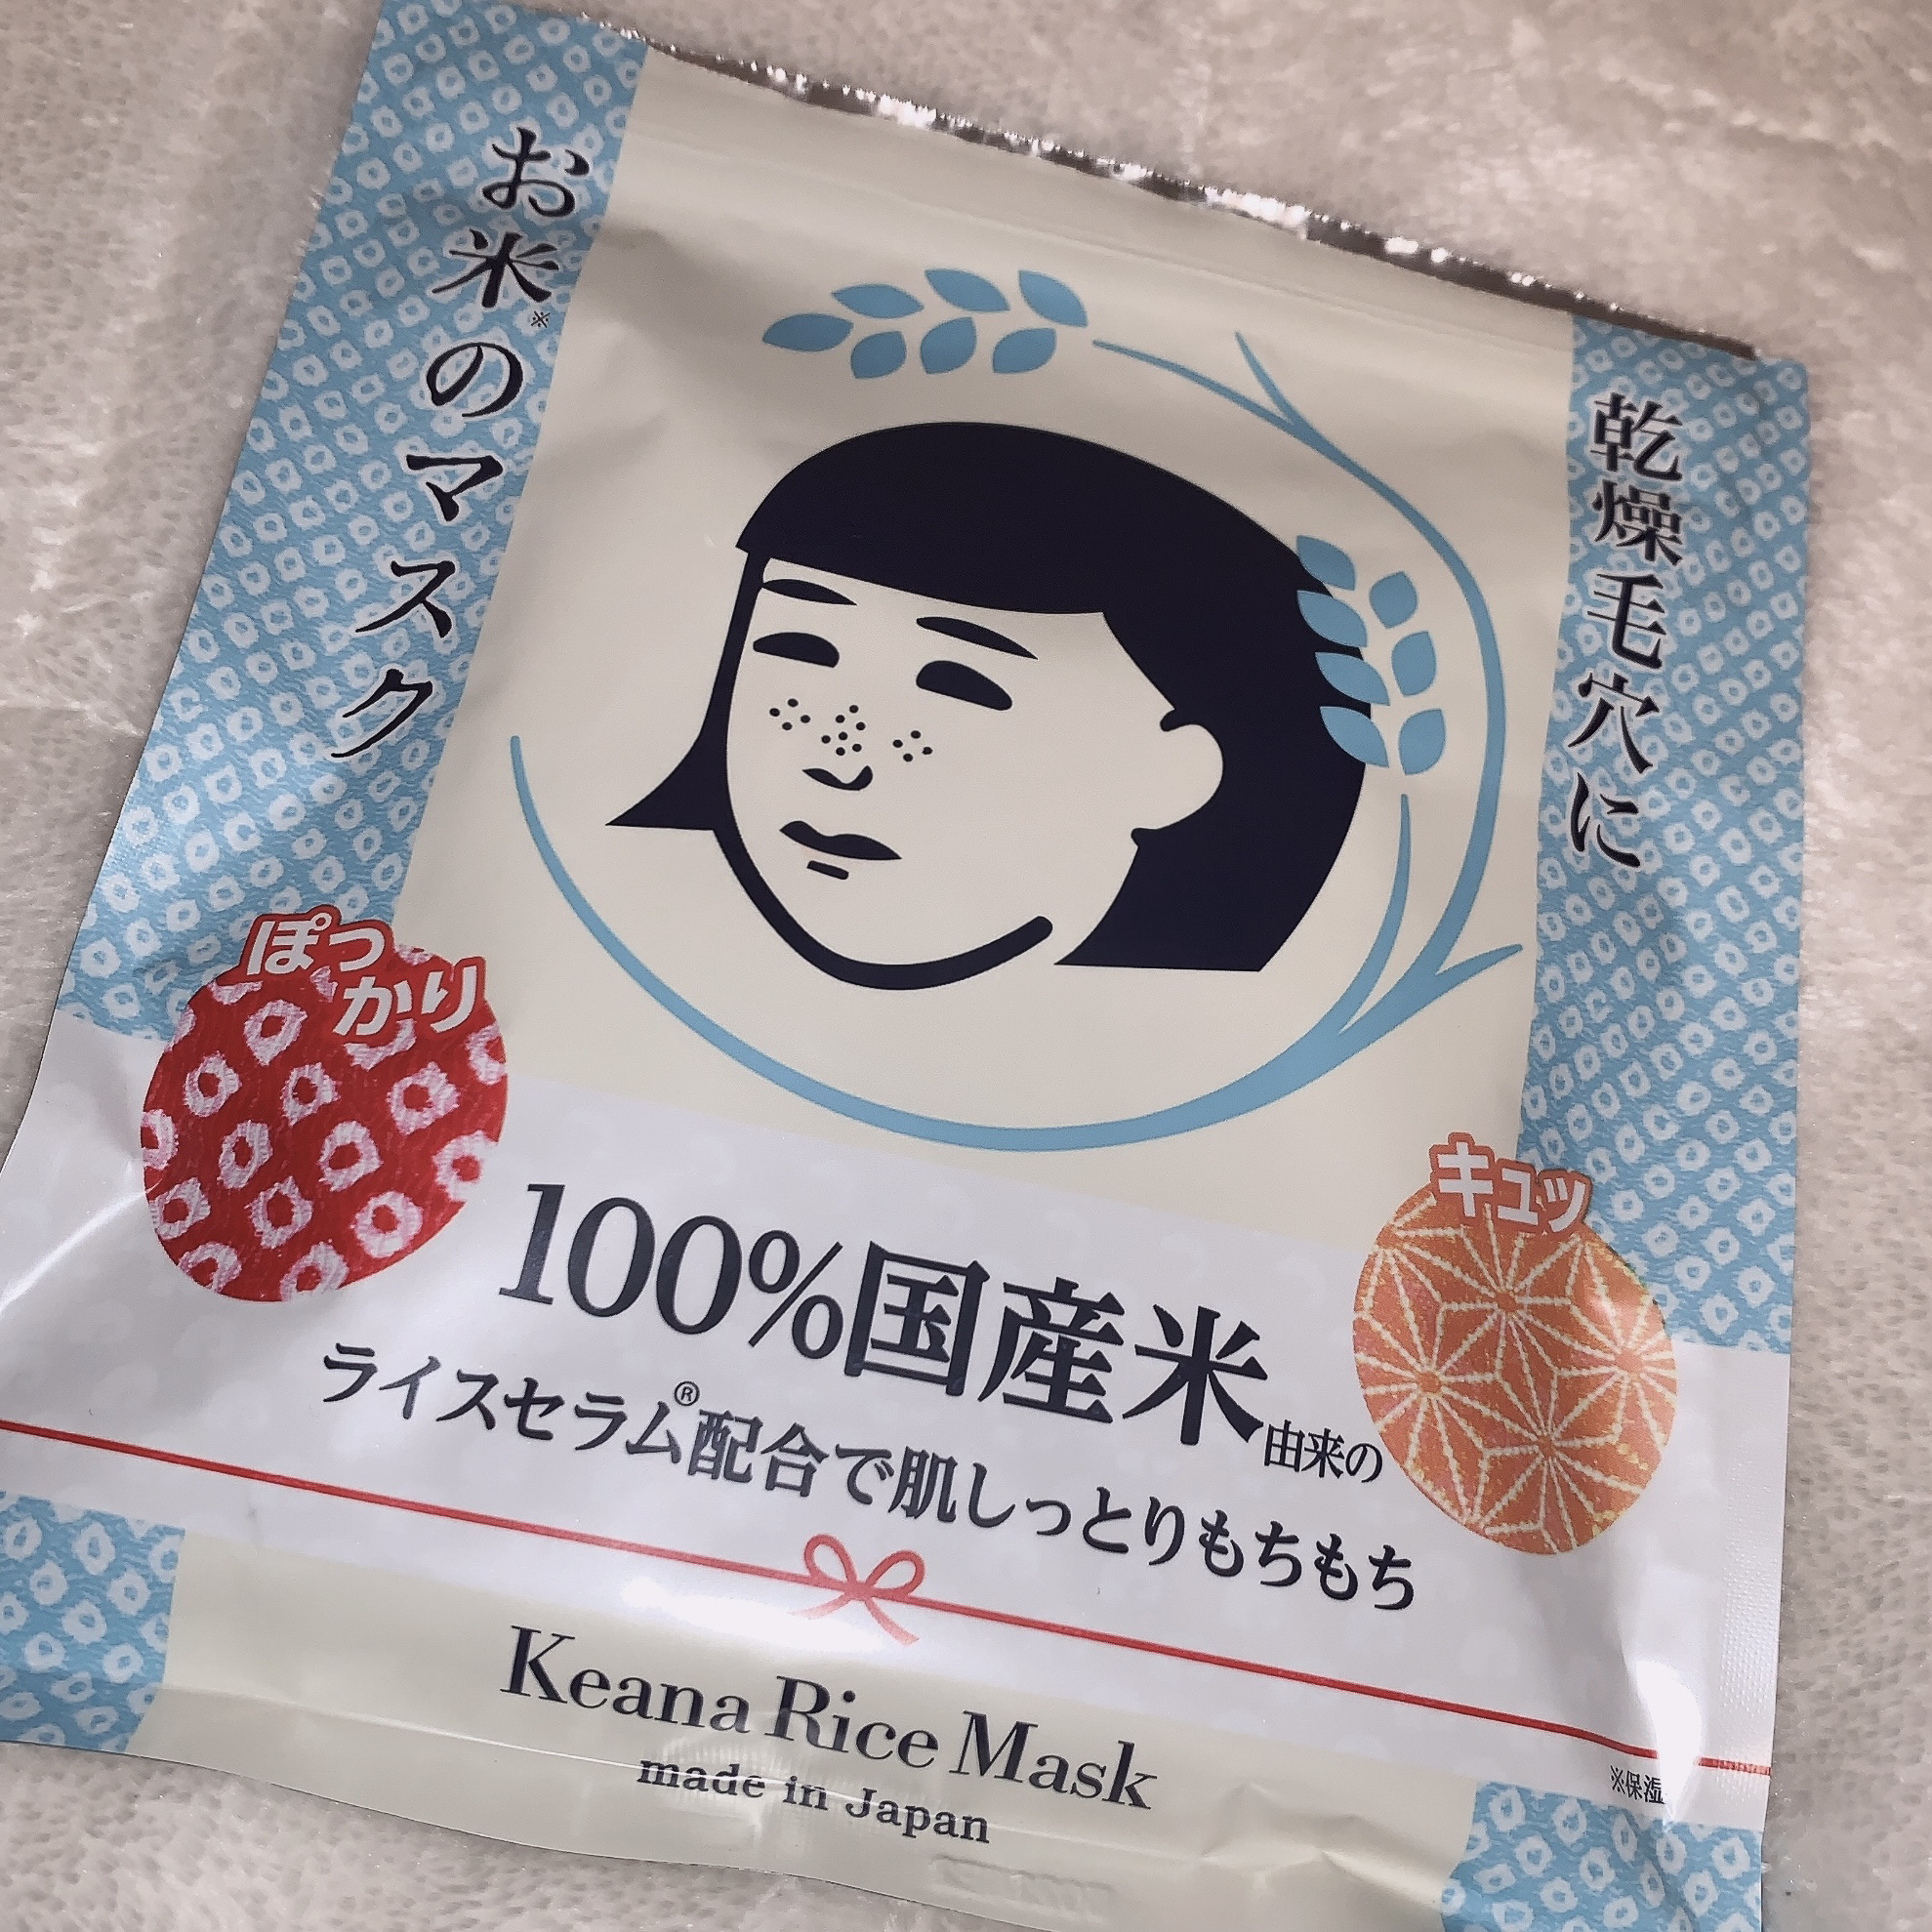 乾燥毛穴に
お米※のマスク
ぽっ
かり
キュッ
100%国産米由来の
ライスセラム®配合で肌しっとりもちもち
Keana Rice Mask
made in Japan
※保湿